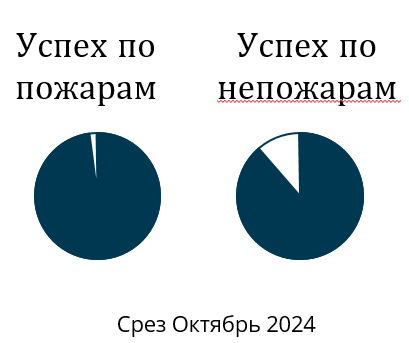 Успех по
пожарам
Успех по
непожарам
Срез Октябрь 2024